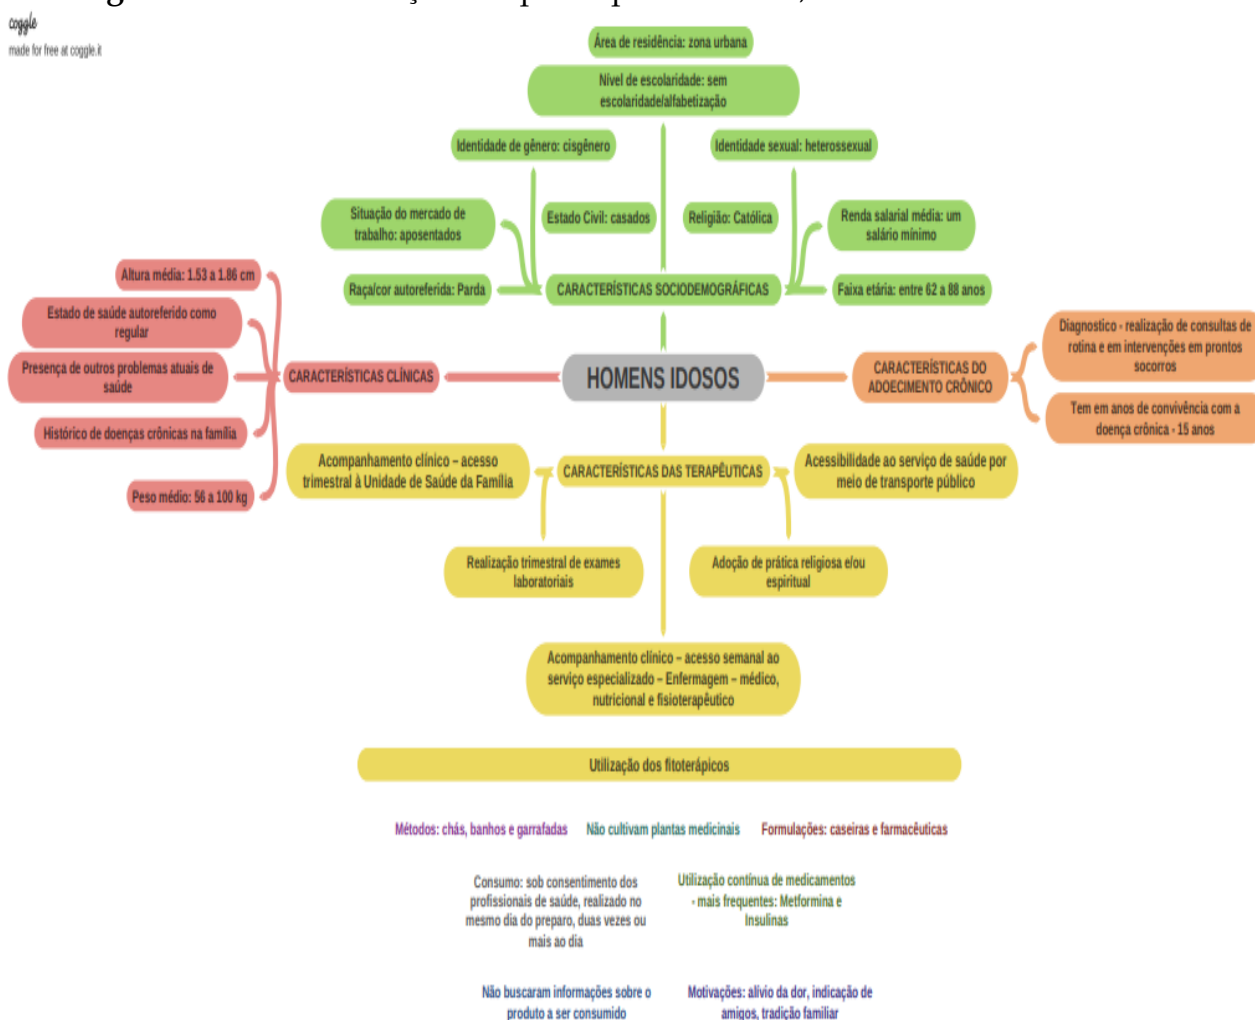 coggle
made for free at coggle.it
Área de residência: zona urbana
Nível de escolaridade: sem
escolaridade/alfabetização
Identidade de gênero: cisgênero
Identidade sexual: heterossexual
Situação do mercado de
trabalho: aposentados
Estado Civil: casados
Religião: Católica
Renda salarial média: um
salário mínimo
Raça/cor autoreferida: Parda
CARACTERÍSTICAS SOCIODEMOGRÁFICAS
Faixa etária: entre 62 a 88 anos
Altura média: 1.53 a 1.86 cm
Estado de saúde autoreferido como
regular
Presença de outros problemas atuais de
saúde
Histórico de doenças crônicas na família
Peso médio: 56 a 100 kg
CARACTERÍSTICAS CLÍNICAS
HOMENS IDOSOS
CARACTERÍSTICAS DO
ADOECIMENTO CRÔNICO
Diagnostico - realização de consultas de
rotina e em intervenções em prontos
socorros
Tem em anos de convivência com a
doença crônica - 15 anos
Acompanhamento clínico – acesso
trimestral à Unidade de Saúde da Família
CARACTERÍSTICAS DAS TERAPÊUTICAS
Acessibilidade ao serviço de saúde por
meio de transporte público
Realização trimestral de exames
laboratoriais
Adoção de prática religiosa e/ou
espiritual
Acompanhamento clínico – acesso semanal ao
serviço especializado – Enfermagem – médico,
nutricional e fisioterapêutico
Utilização dos fitoterápicos
Métodos: chás, banhos e garrafadas
Não cultivam plantas medicinais
Formulações: caseiras e farmacêuticas
Consumo: sob consentimento dos
profissionais de saúde, realizado no
mesmo dia do preparo, duas vezes ou
mais ao dia
Utilização contínua de medicamentos
- mais frequentes: Metformina e
Insulinas
Não buscaram informações sobre o
produto a ser consumido
Motivações: alívio da dor, indicação de
amigos, tradição familiar